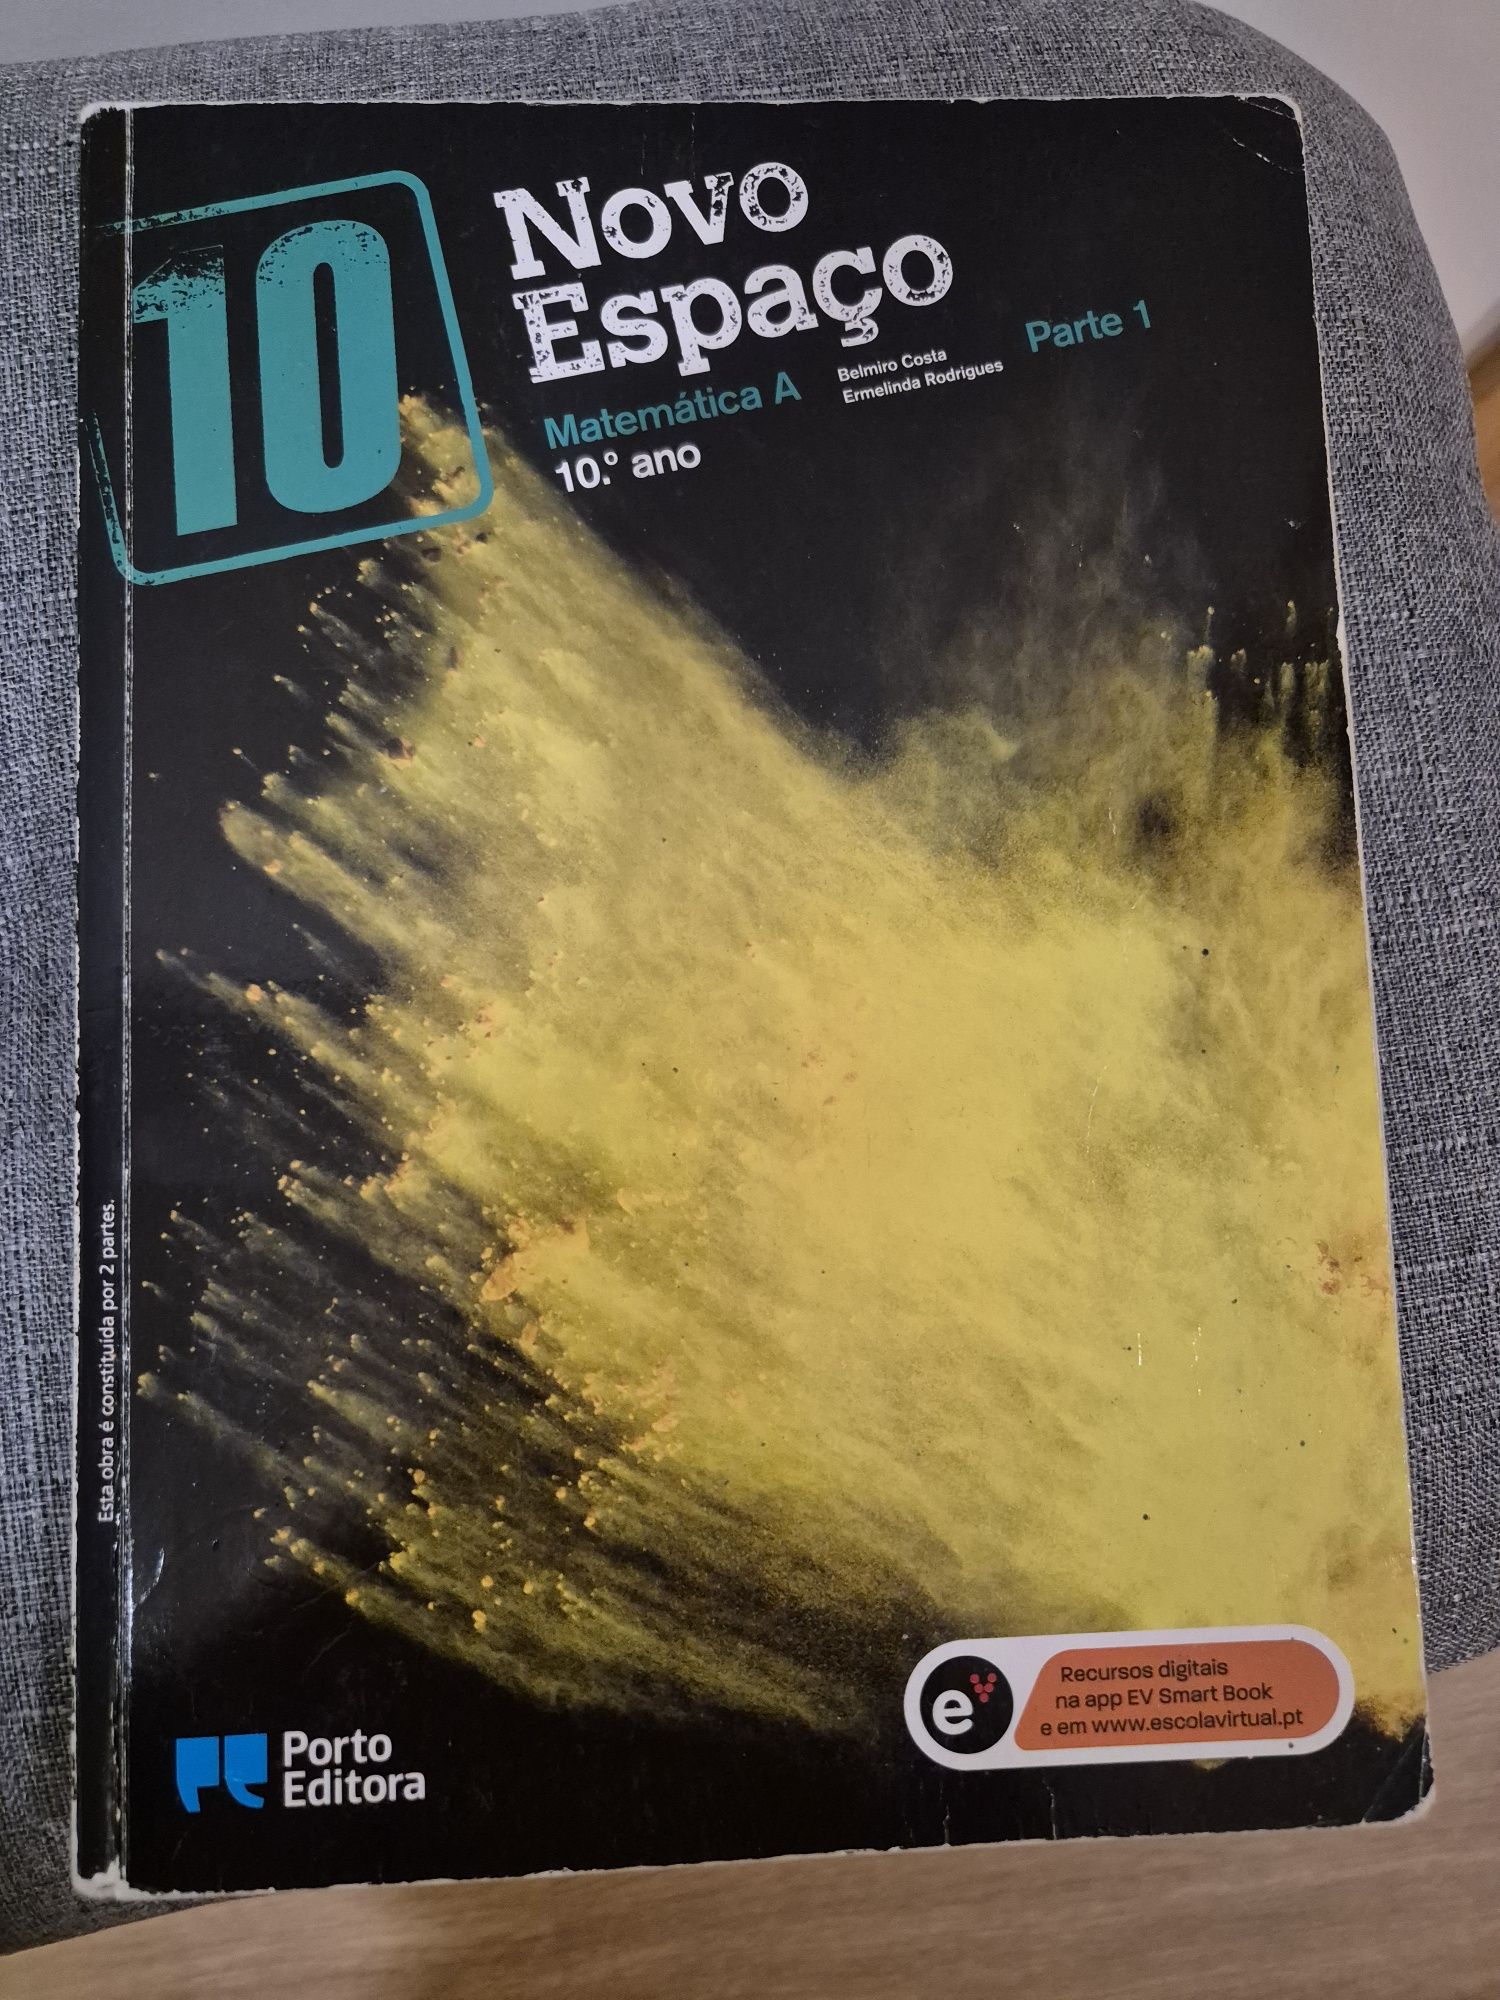 10
Novo
Espaço
Matemática A
10.º ano
Belmiro Costa
Ermelinda Rodrigues
Parte 1
Esta obra é constituída por 2 partes.
Porto
Editora
e
Recursos digitais
na app EV Smart Book
e em www.escolavirtual.pt